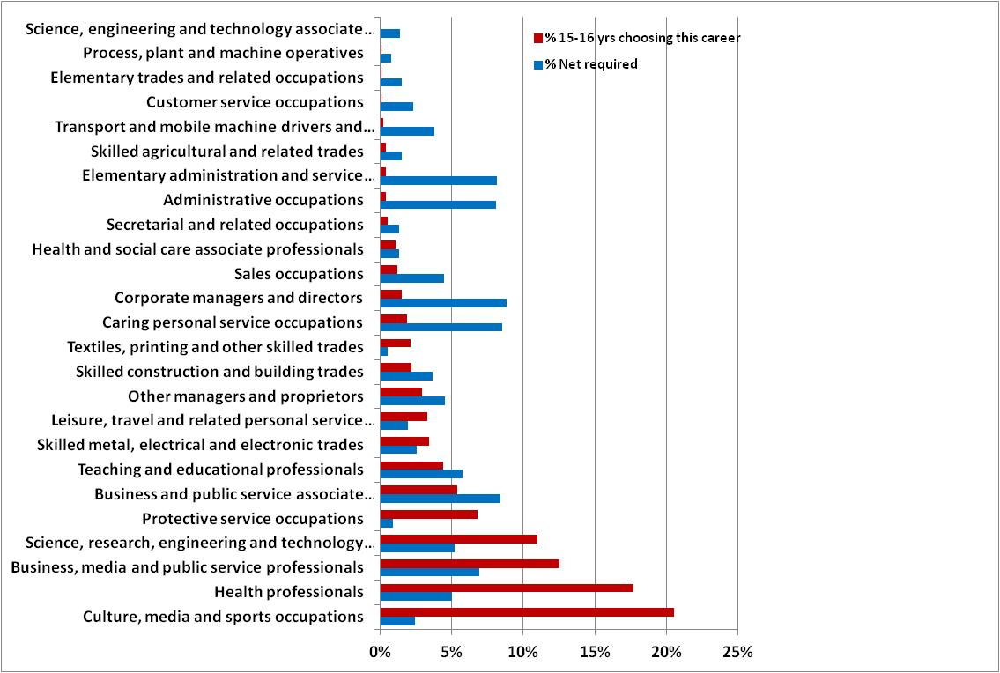 Science, engineering and technology associate...
% 15-16 yrs choosing this career
Process, plant and machine operatives
% Net required
Elementary trades and related occupations
Customer service occupations
Transport and mobile machine drivers and...
Skilled agricultural and related trades
Elementary administration and service...
Administrative occupations
Secretarial and related occupations
Health and social care associate professionals
Sales occupations
Corporate managers and directors
Caring personal service occupations
Textiles, printing and other skilled trades
Skilled construction and building trades
Other managers and proprietors
Leisure, travel and related personal service...
Skilled metal, electrical and electronic trades
Teaching and educational professionals
Business and public service associate...
Protective service occupations
Science, research, engineering and technology...
Business, media and public service professionals
Health professionals
Culture, media and sports occupations
0% 5% 10% 15% 20% 25%